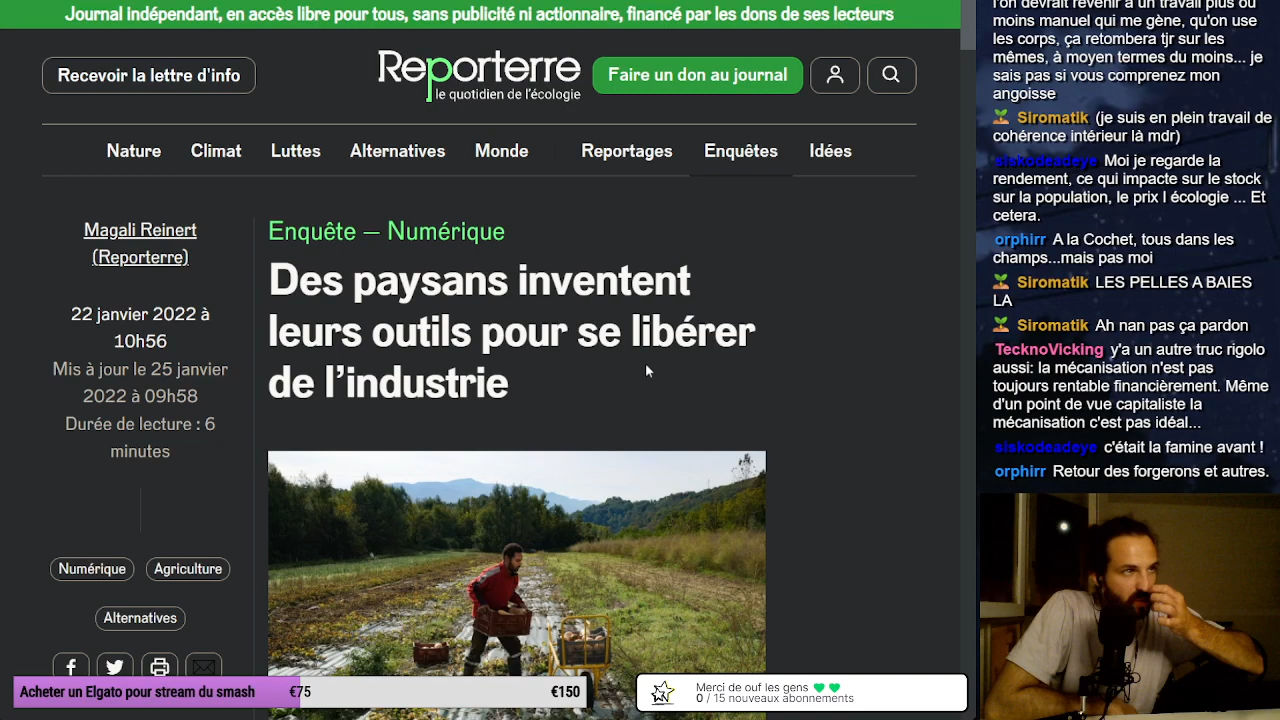 Journal indépendant, en accès libre pour tous, sans publicité ni actionnaire, financé par les dons de ses lecteurs
Recevoir la lettre d'info
Reporterre
le quotidien de l'écologie
Faire un don au journal
Nature Climat Luttes Alternatives Monde Reportages Enquêtes Idées
Magali Reinert
(Reporterre)
22 janvier 2022 à
10h56
Mis à jour le 25 janvier
2022 à 09h58
Durée de lecture : 6
minutes
Numérique Agriculture
Alternatives
Enquête — Numérique
Des paysans inventent
leurs outils pour se libérer
de l'industrie
Acheter un Elgato pour stream du smash €75 €150
Merci de ouf les gens
0 / 15 nouveaux abonnements
l'on devrait revenir à un travail plus ou
moins manuel qui me gène, qu'on use
les corps, ça retombera tjr sur les
mêmes, à moyen termes du moins... je
sais pas si vous comprenez mon
angoisse
Siromatik (je suis en plein travail de
cohérence intérieur là mdr)
siskodeadeye Moi je regarde la
rendement, ce qui impacte sur le stock
sur la population, le prix l écologie ... Et
cetera.
orphirr A la Cochet, tous dans les
champs...mais pas moi
Siromatik LES PELLES A BAIES
LA
Siromatik Ah nan pas ça pardon
TecknoVicking y'a un autre truc rigolo
aussi: la mécanisation n'est pas
toujours rentable financièrement. Même
d'un point de vue capitaliste la
mécanisation c'est pas idéal...
siskodeadeye c'était la famine avant !
orphirr Retour des forgerons et autres.